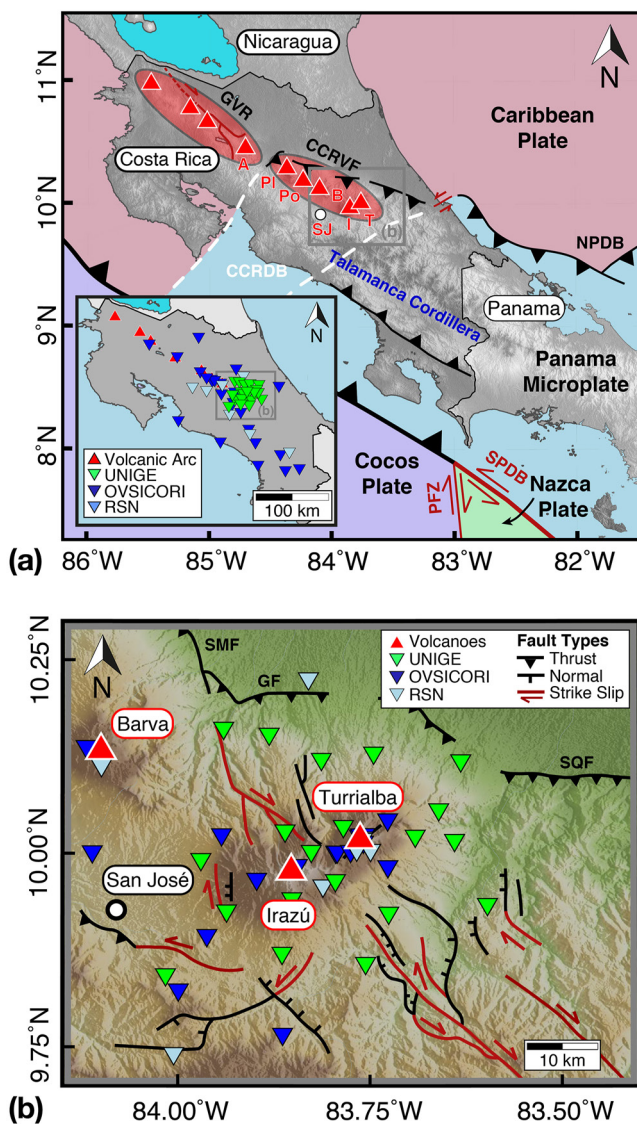 11°N
10°N
9°N
8°N
Nicaragua
N
Caribbean
Plate
GVR
Costa Rica
CCRVF
A
Pl
Po
B
I
T
SJ
(b)
NPDB
CCRDB
Talamanca Cordillera
Panama
Panama
Microplate
N
(b)
Volcanic Arc
UNIGE
OVSICORI
RSN
100 km
Cocos
Plate
PFZ
SPDB
Nazca
Plate
(a)
86°W
85°W
84°W
83°W
82°W
10.25°N
10.00°N
9.75°N
SMF
N
GF
Volcanoes
UNIGE
OVSICORI
RSN
Fault Types
Thrust
Normal
Strike Slip
Barva
SQF
Turrialba
San José
Irazú
10 km
(b)
84.00°W
83.75°W
83.50°W